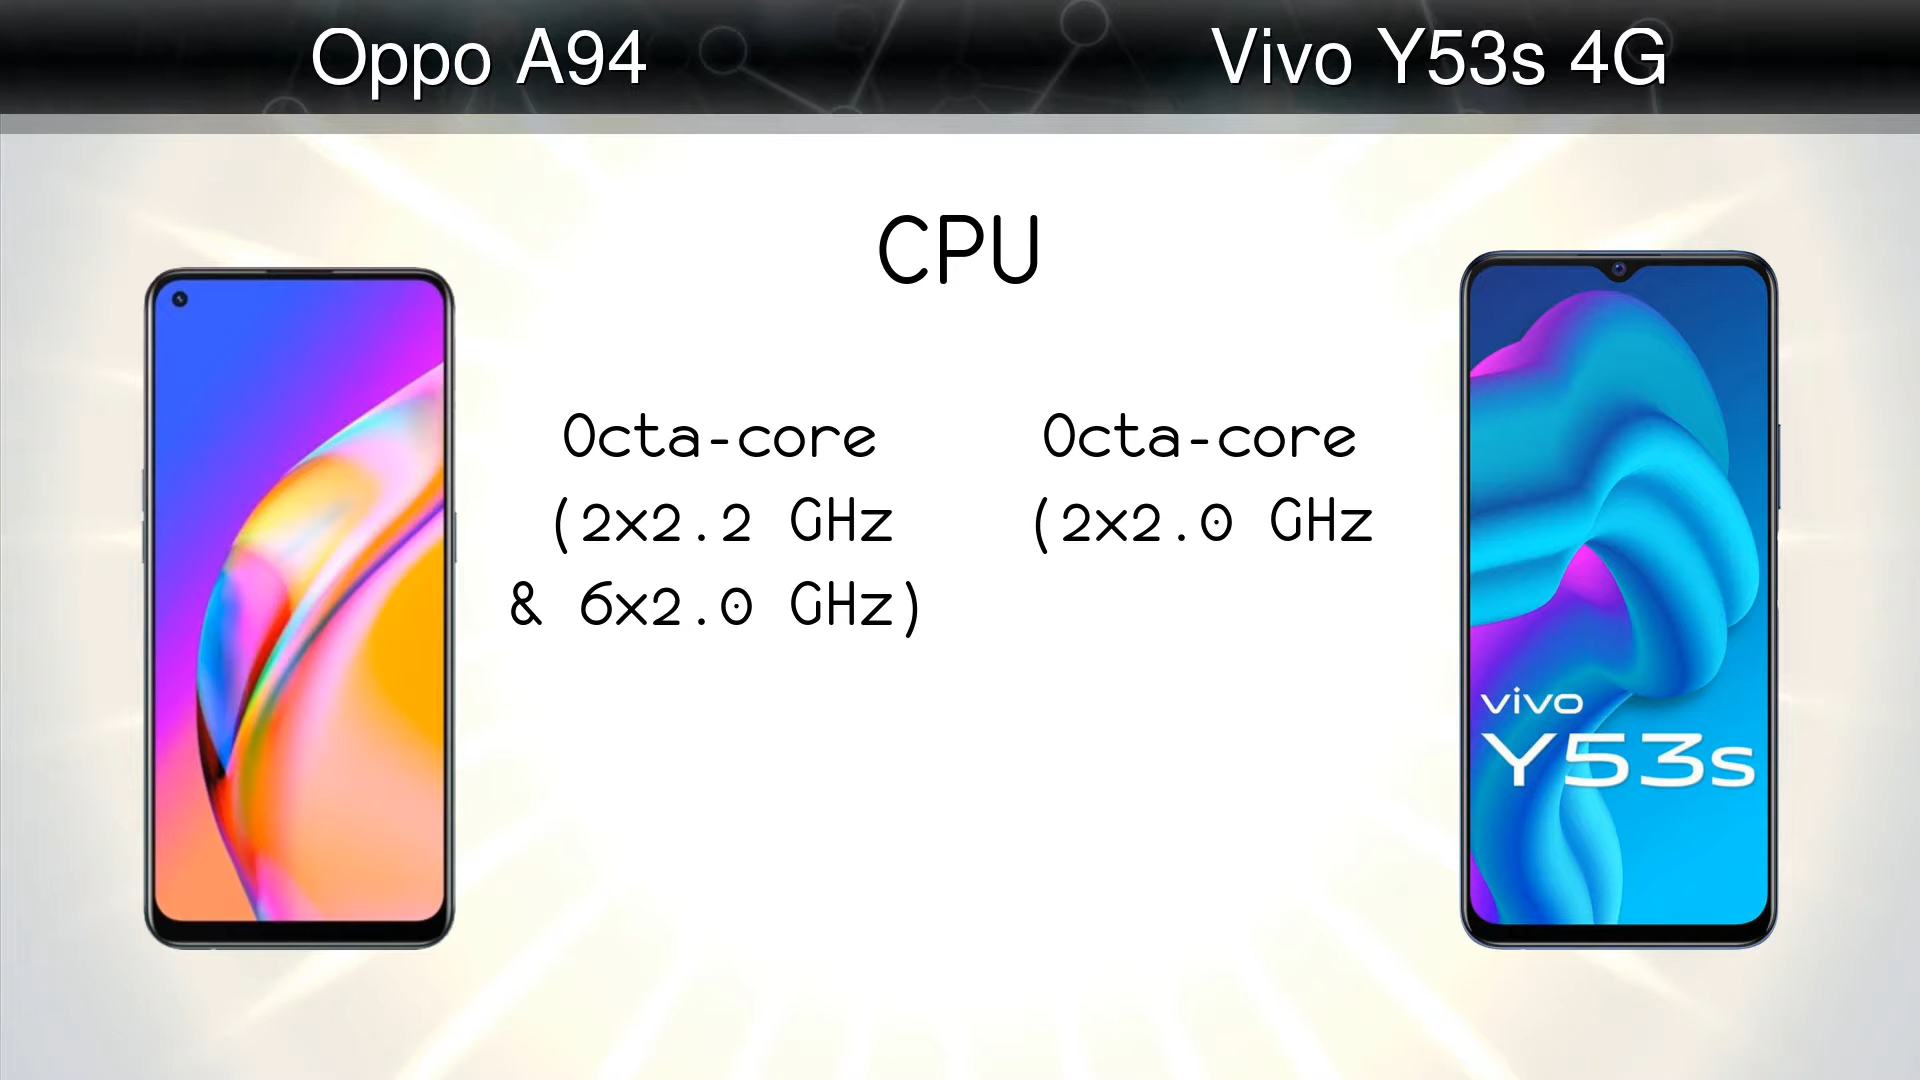 Oppo A94
Vivo Y53s 4G
CPU
Octa-core
(2x2.2 GHz
& 6x2.0 GHz)
Octa-core
(2x2.0 GHz
vivo
Y53s